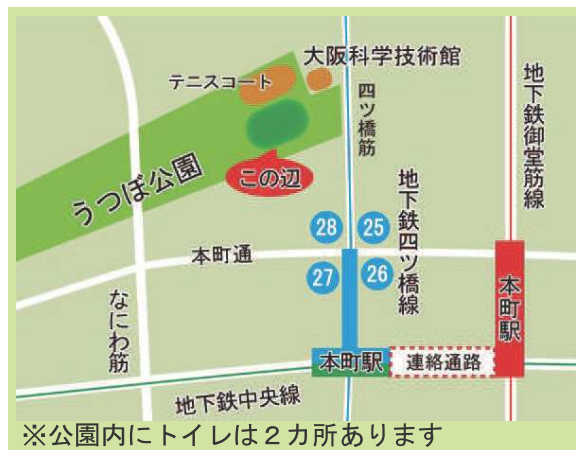 大阪科学技術館
テニスコート
四ツ橋筋
地下鉄御堂筋線
うつぼ公園
この辺
地下鉄四ツ橋線
28
25
本町通
27
26
なにわ筋
本町駅
本町駅
連絡通路
地下鉄中央線
※公園内にトイレは2カ所あります